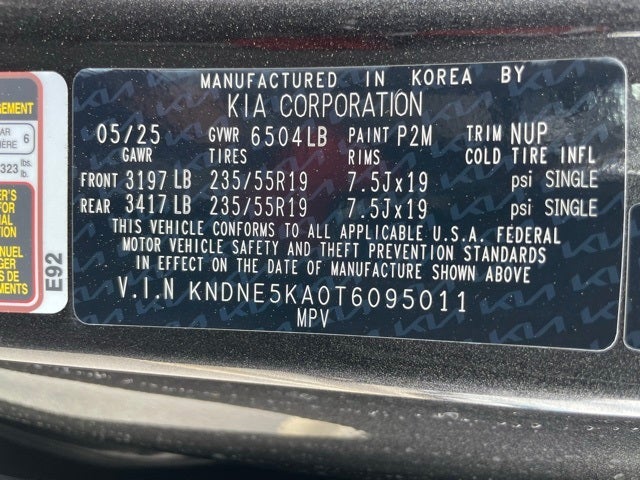 MANUFACTURED IN KOREA BY
KIA CORPORATION
05/25 GVWR 6504LB PAINT P2M TRIM NUP
GAWR TIRES RIMS COLD TIRE INFL
FRONT 3197 LB 235/55R19 7.5Jx19 psi SINGLE
REAR 3417 LB 235/55R19 7.5Jx19 psi SINGLE
THIS VEHICLE CONFORMS TO ALL APPLICABLE U.S.A. FEDERAL
MOTOR VEHICLE SAFETY AND THEFT PREVENTION STANDARDS
IN EFFECT ON THE DATE OF MANUFACTURE SHOWN ABOVE
V.I.N KNDNE5KA0T6095011
MPV
E92
6
323 lbs.